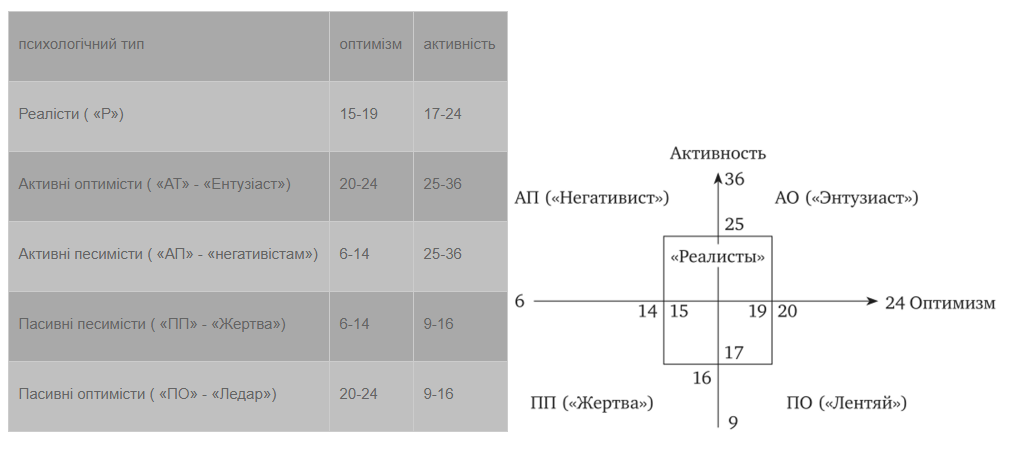 психологічний тип оптимізм активність
Реалісти ( «Р») 15-19 17-24
Активні оптимісти ( «АТ» - «Ентузіаст») 20-24 25-36
Активні песимісти ( «АП» - «негативістам») 6-14 25-36
Пасивні песимісти ( «ПП» - «Жертва») 6-14 9-16
Пасивні оптимісти ( «ПО» - «Ледар») 20-24 9-16
Активность
36
АП («Негативист») АО («Энтузиаст»)
25
«Реалисты»
6 24 Оптимизм
14 15 19 20
17
16
ПП («Жертва») ПО («Лентяй»)
9